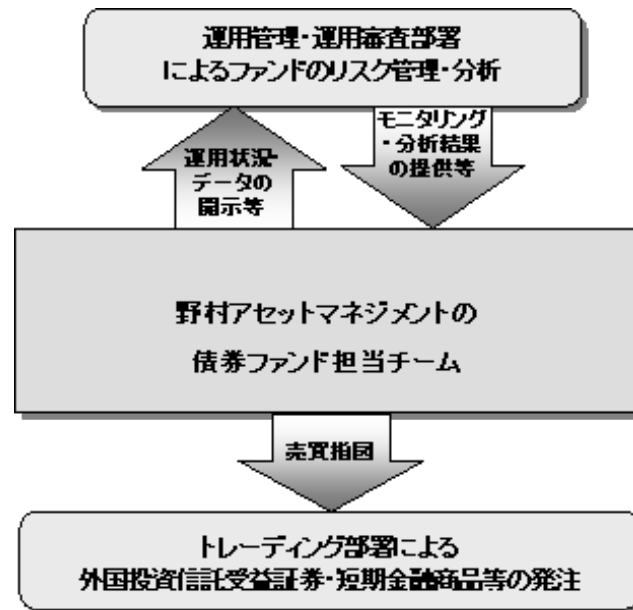 運用管理・運用審査部署
によるファンドのリスク管理・分析
運用状況・
データの
開示等
モニタリング
・分析結果
の提供等
野村アセットマネジメントの
債券ファンド担当チーム
売買指図
トレーディング部署による
外国投資信託受益証券・短期金融商品等の発注